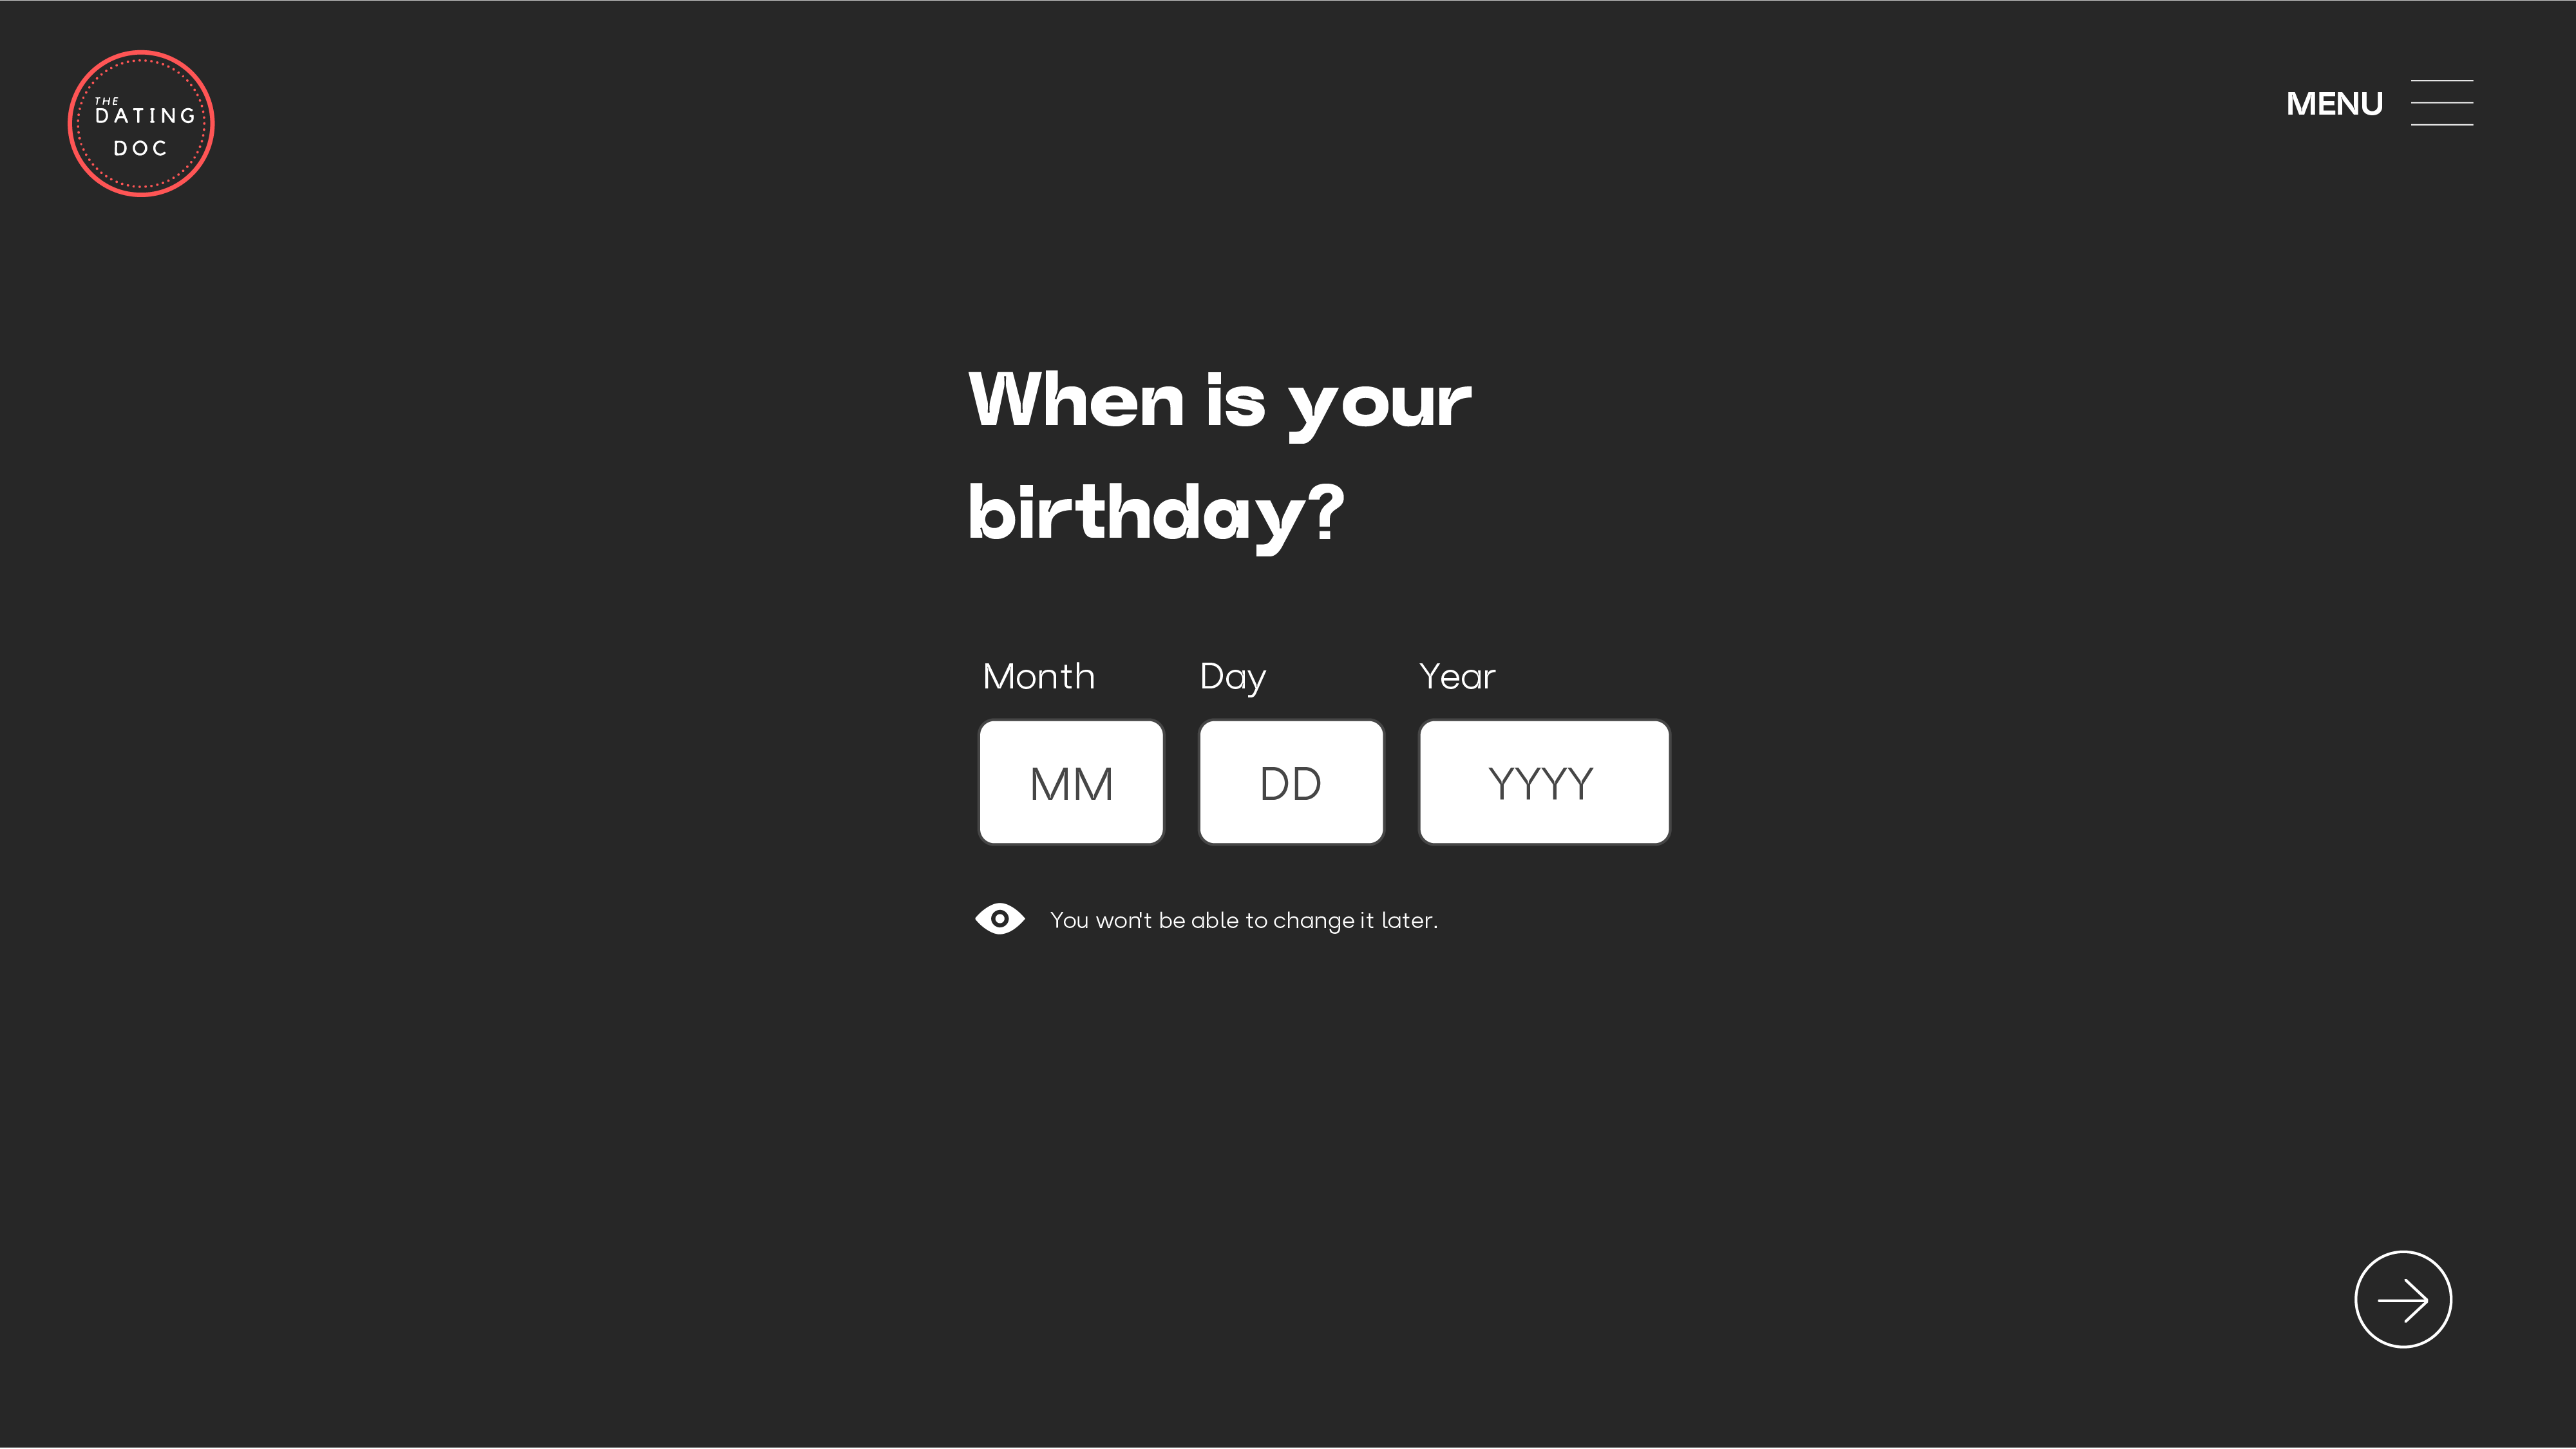 THE
DATING
DOC
MENU
When is your
birthday?
Month Day Year
MM DD YYYY
You won't be able to change it later.